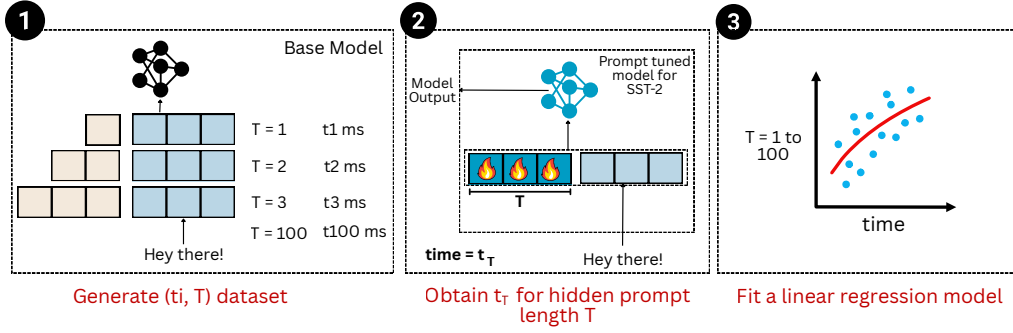 1
Base Model
T = 1 t1 ms
T = 2 t2 ms
T = 3 t3 ms
T = 100 t100 ms
Hey there!
Generate (ti, T) dataset
2
Prompt tuned
model for
SST-2
Model
Output
T
time = t_T
Hey there!
Obtain t_T for hidden prompt
length T
3
T = 1 to
100
time
Fit a linear regression model